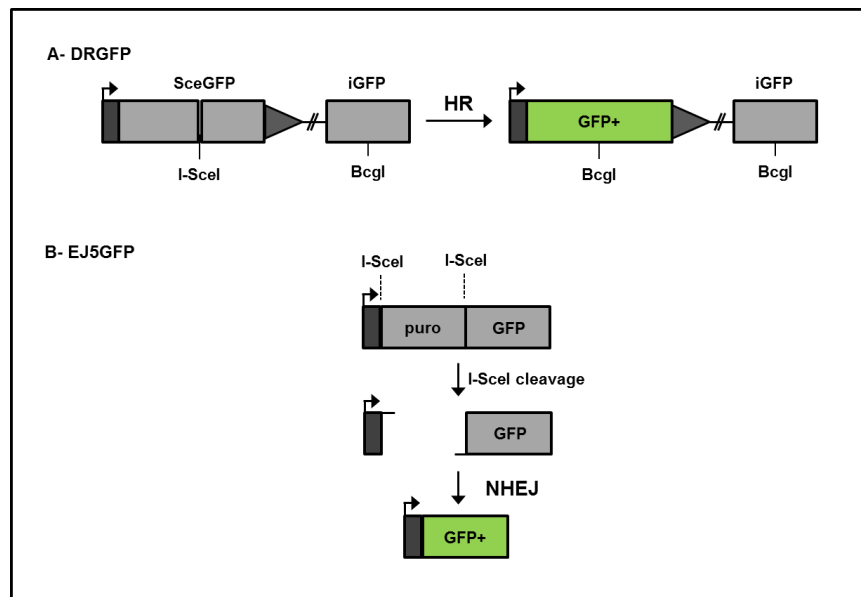 A- DRGFP
SceGFP
iGFP
HR
iGFP
GFP+
I-SceI
BcgI
BcgI
BcgI
B- EJ5GFP
I-SceI
I-SceI
puro
GFP
I-SceI cleavage
GFP
NHEJ
GFP+